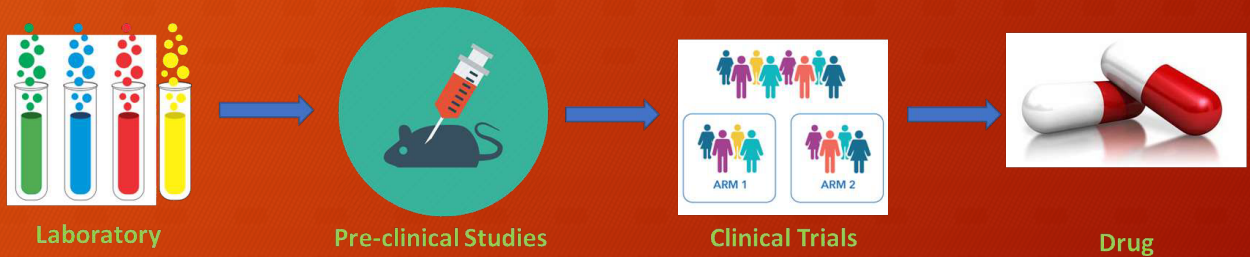 ARM 1
ARM 2
Laboratory
Pre-clinical Studies
Clinical Trials
Drug